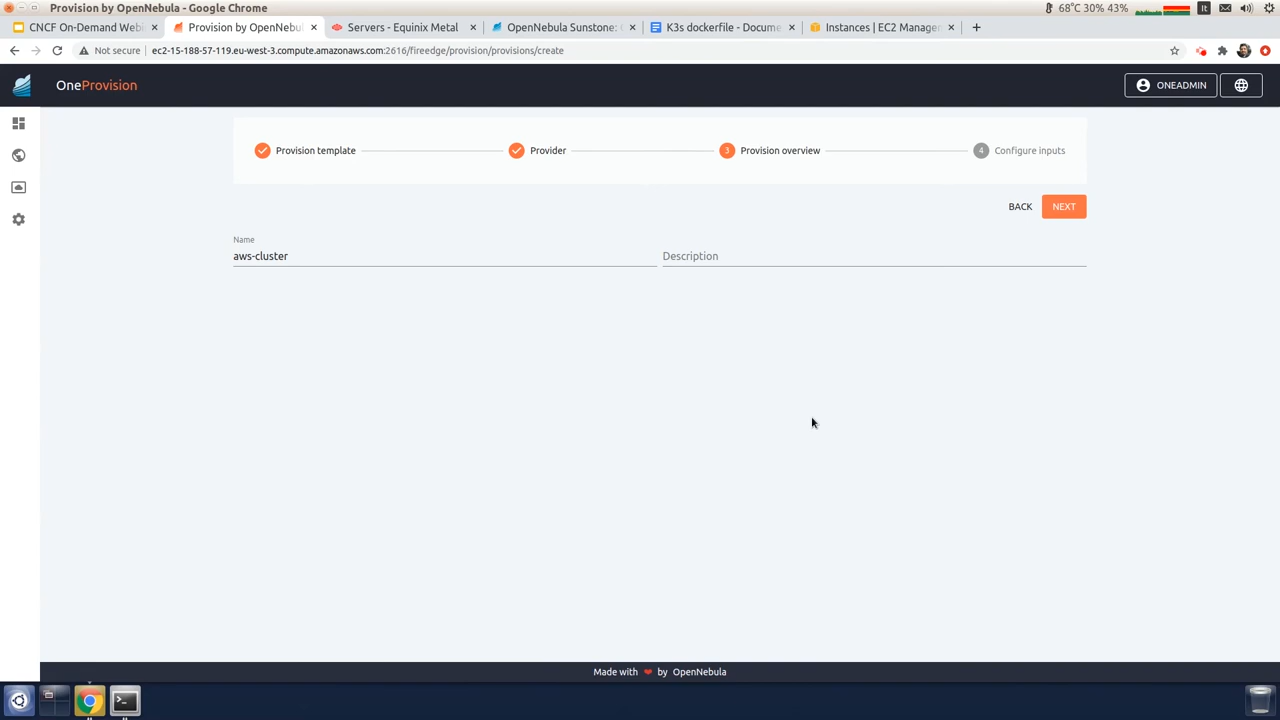 Provision by OpenNebula - Google Chrome
68°C 30% 43%
It
CNCF On-Demand Webi
Provision by OpenNebu
Servers - Equinix Metal
OpenNebula Sunstone: C
K3s dockerfile - Docume
Instances | EC2 Manage
Not secure
ec2-15-188-57-119.eu-west-3.compute.amazonaws.com:2616/fireedge/provision/provisions/create
OneProvision
ONEADMIN
Provision template
Provider
3 Provision overview
4 Configure inputs
BACK
NEXT
Name
aws-cluster
Description
Made with ❤ by OpenNebula